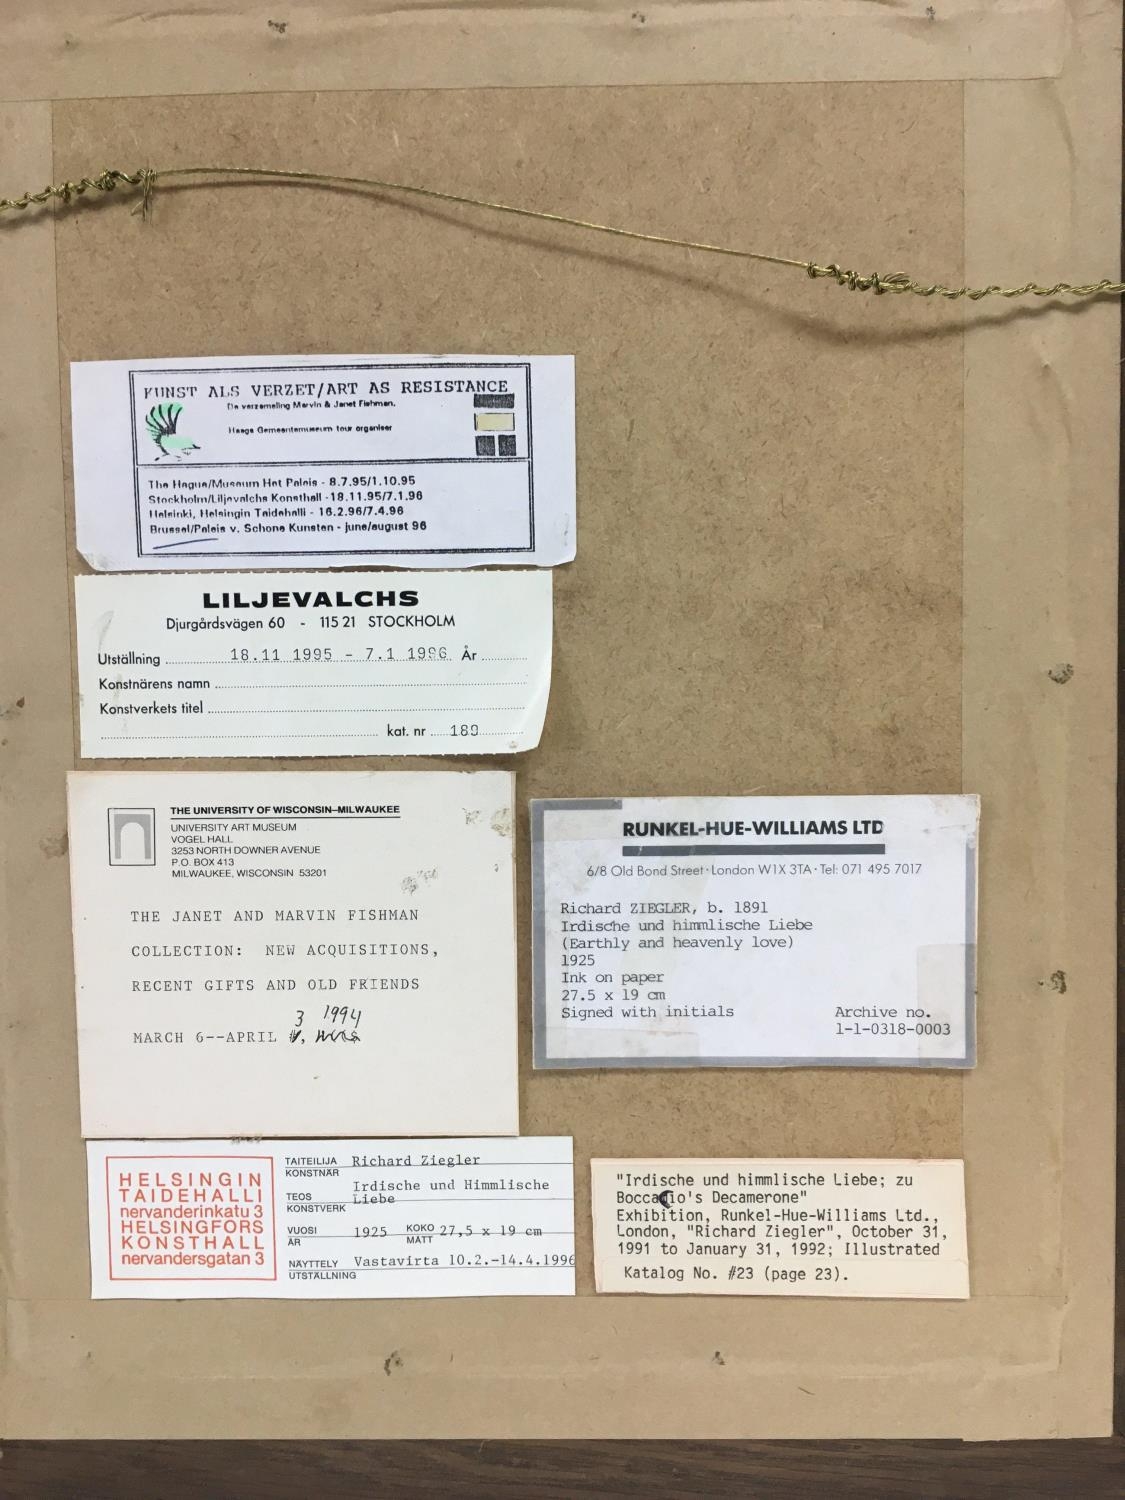 KUNST ALS VERZET/ART AS RESISTANCE
De verzameling Marvin & Janet Fishman.
Haags Gemeentemuseum tour organiser
The Hague/Museum Het Paleis - 8.7.95/1.10.95
Stockholm/Liljevalchs Konsthall - 18.11.95/7.1.96
Helsinki, Helsingin Taidehalli - 16.2.96/7.4.96
Brussel/Paleis v. Schone Kunsten - june/august 96
LILJEVALCHS
Djurgårdsvägen 60 - 115 21 STOCKHOLM
Utställning 18.11 1995 - 7.1 1996 År
Konstnärens namn
Konstverkets titel
kat. nr 189
THE UNIVERSITY OF WISCONSIN–MILWAUKEE
UNIVERSITY ART MUSEUM
VOGEL HALL
3253 NORTH DOWNER AVENUE
P.O. BOX 413
MILWAUKEE, WISCONSIN 53201
THE JANET AND MARVIN FISHMAN
COLLECTION: NEW ACQUISITIONS,
RECENT GIFTS AND OLD FRIENDS
3 1994
MARCH 6--APRIL
RUNKEL-HUE-WILLIAMS LTD
6/8 Old Bond Street · London W1X 3TA · Tel: 071 495 7017
Richard ZIEGLER, b. 1891
Irdische und himmlische Liebe
(Earthly and heavenly love)
1925
Ink on paper
27.5 x 19 cm
Signed with initials
Archive no.
1-1-0318-0003
HELSINGIN
TAIDEHALLI
nervanderinkatu 3
HELSINGFORS
KONSTHALL
nervandersgatan 3
TAITEILIJA Richard Ziegler
KONSTNÄR
TEOS Irdische und Himmlische
KONSTVERK Liebe
VUOSI 1925 KOKO 27,5 x 19 cm
ÅR MÅTT
NÄYTTELY Vastavirta 10.2.-14.4.1996
UTSTÄLLNING
"Irdische und himmlische Liebe; zu
Boccaccio's Decamerone"
Exhibition, Runkel-Hue-Williams Ltd.,
London, "Richard Ziegler", October 31,
1991 to January 31, 1992; Illustrated
Katalog No. #23 (page 23).